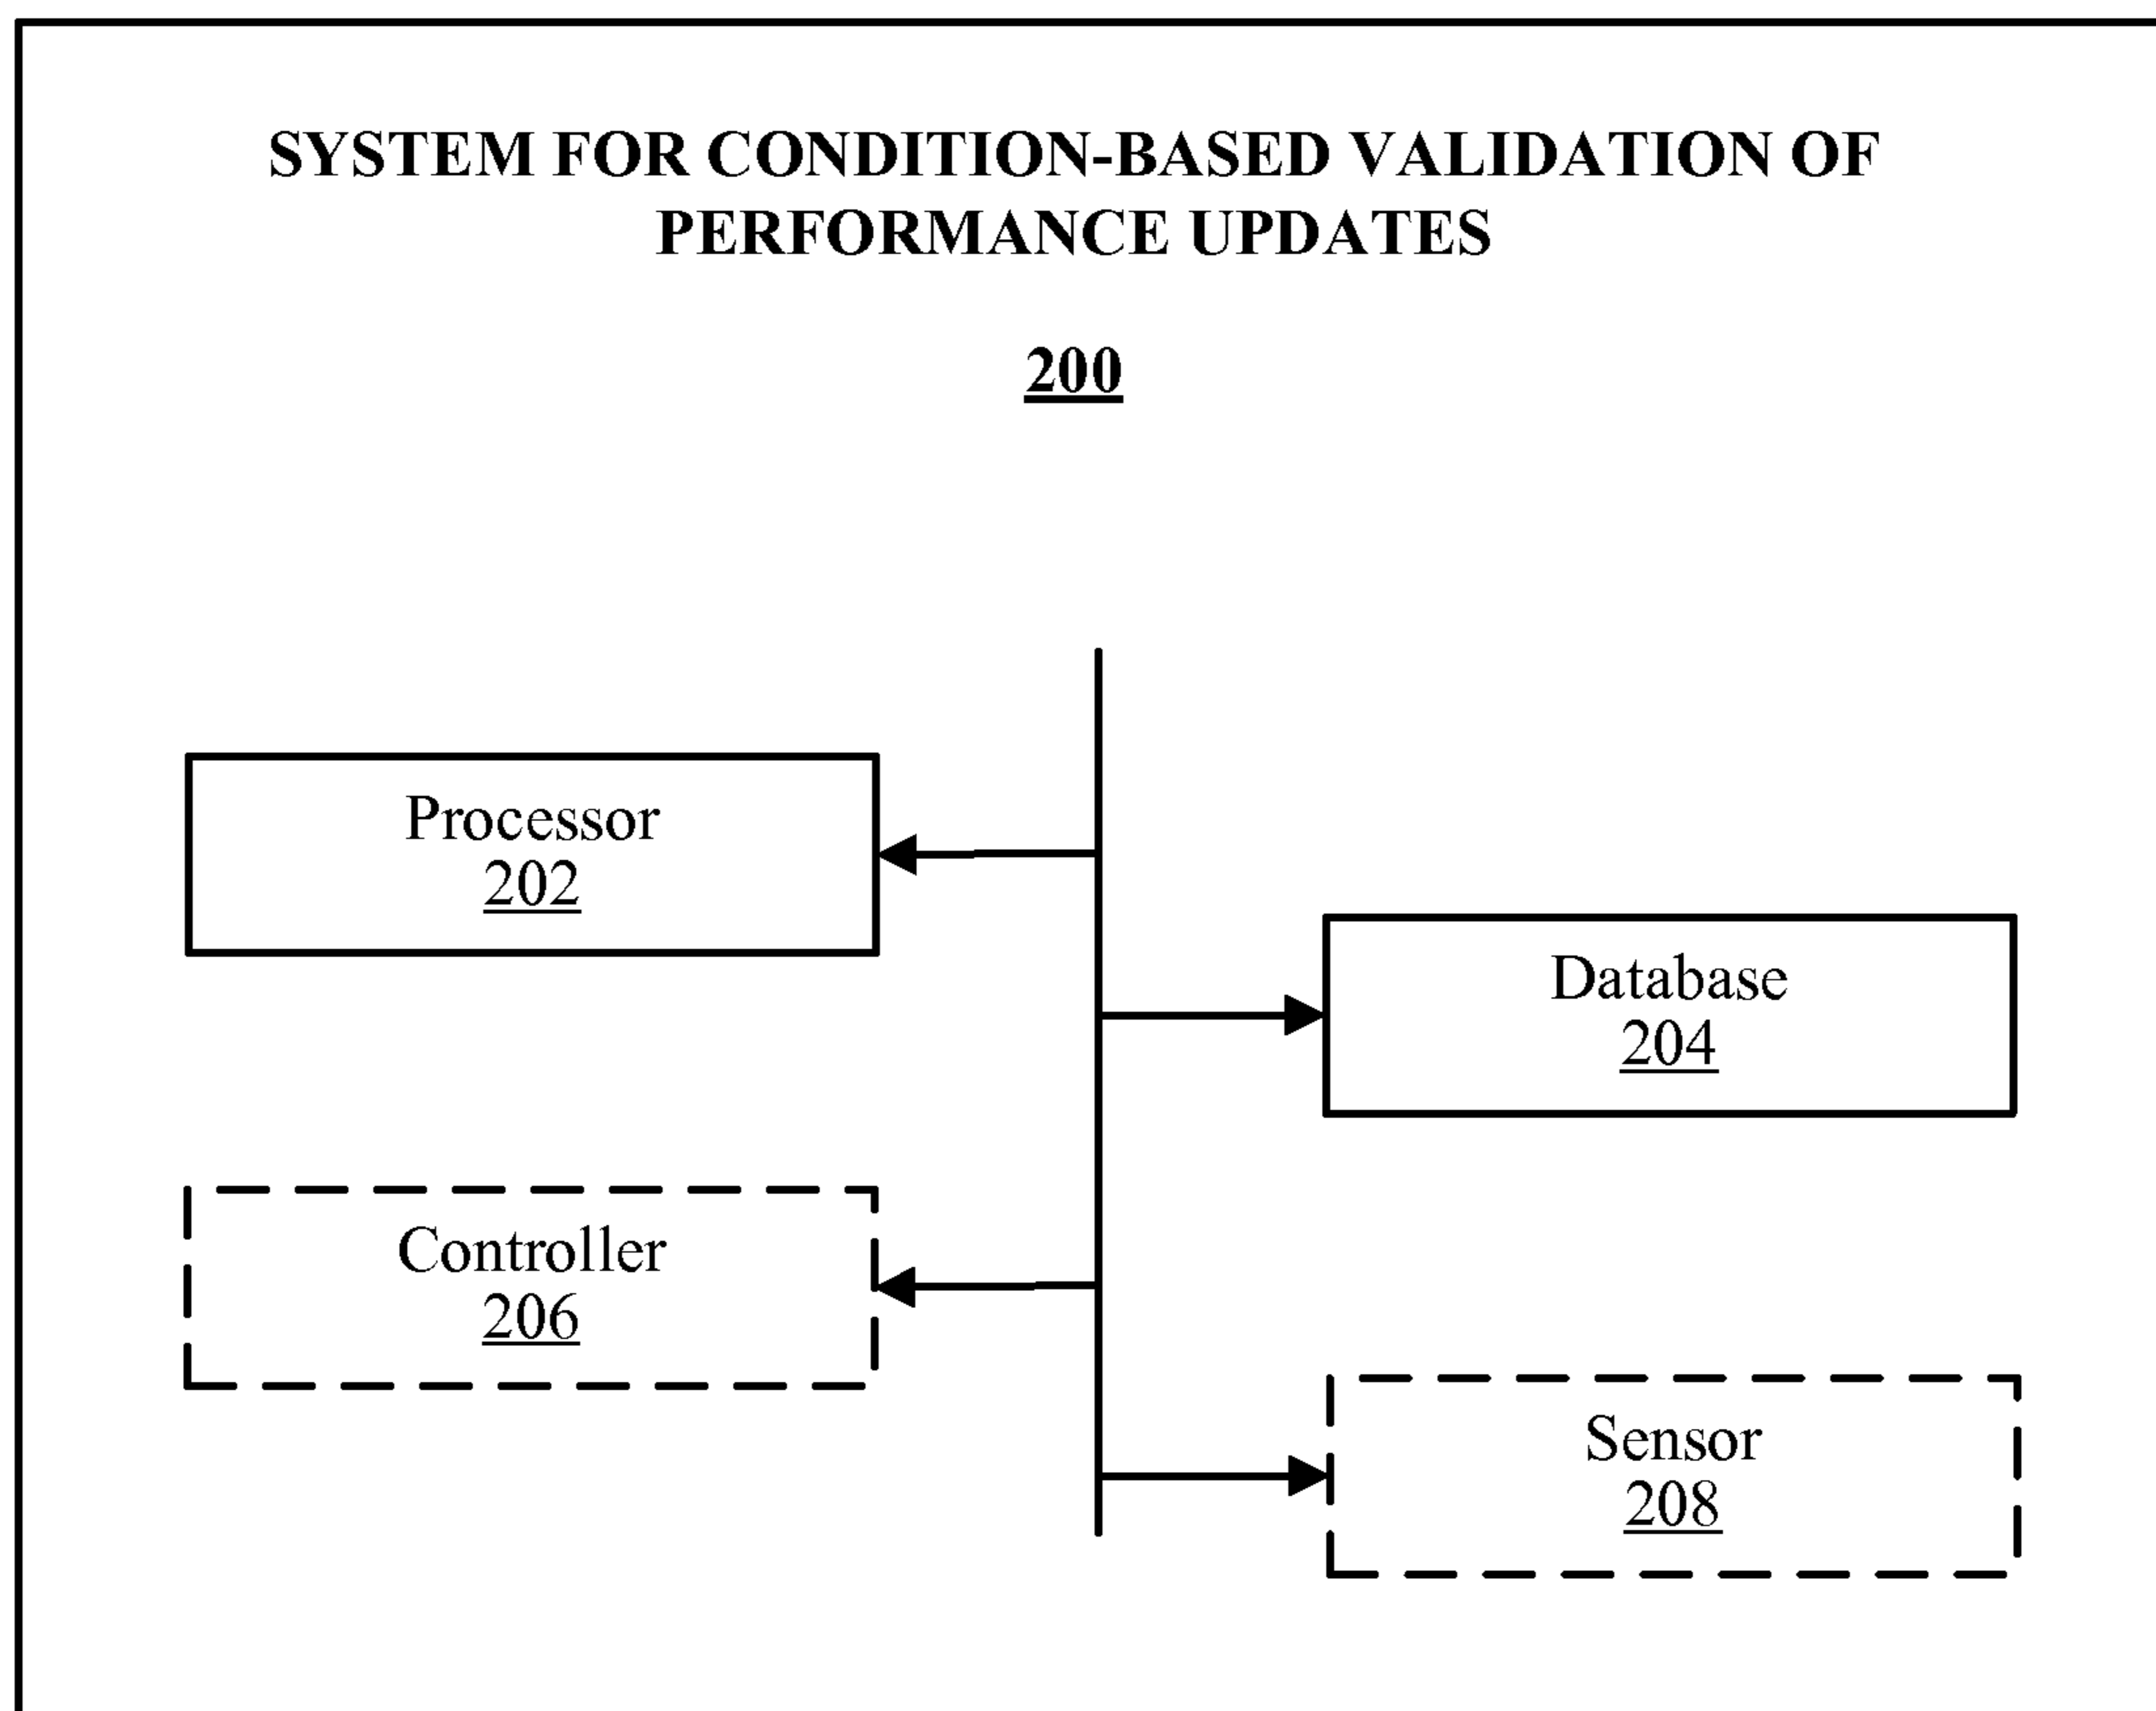 SYSTEM FOR CONDITION-BASED VALIDATION OF
PERFORMANCE UPDATES
200
Processor
202
Database
204
Controller
206
Sensor
208